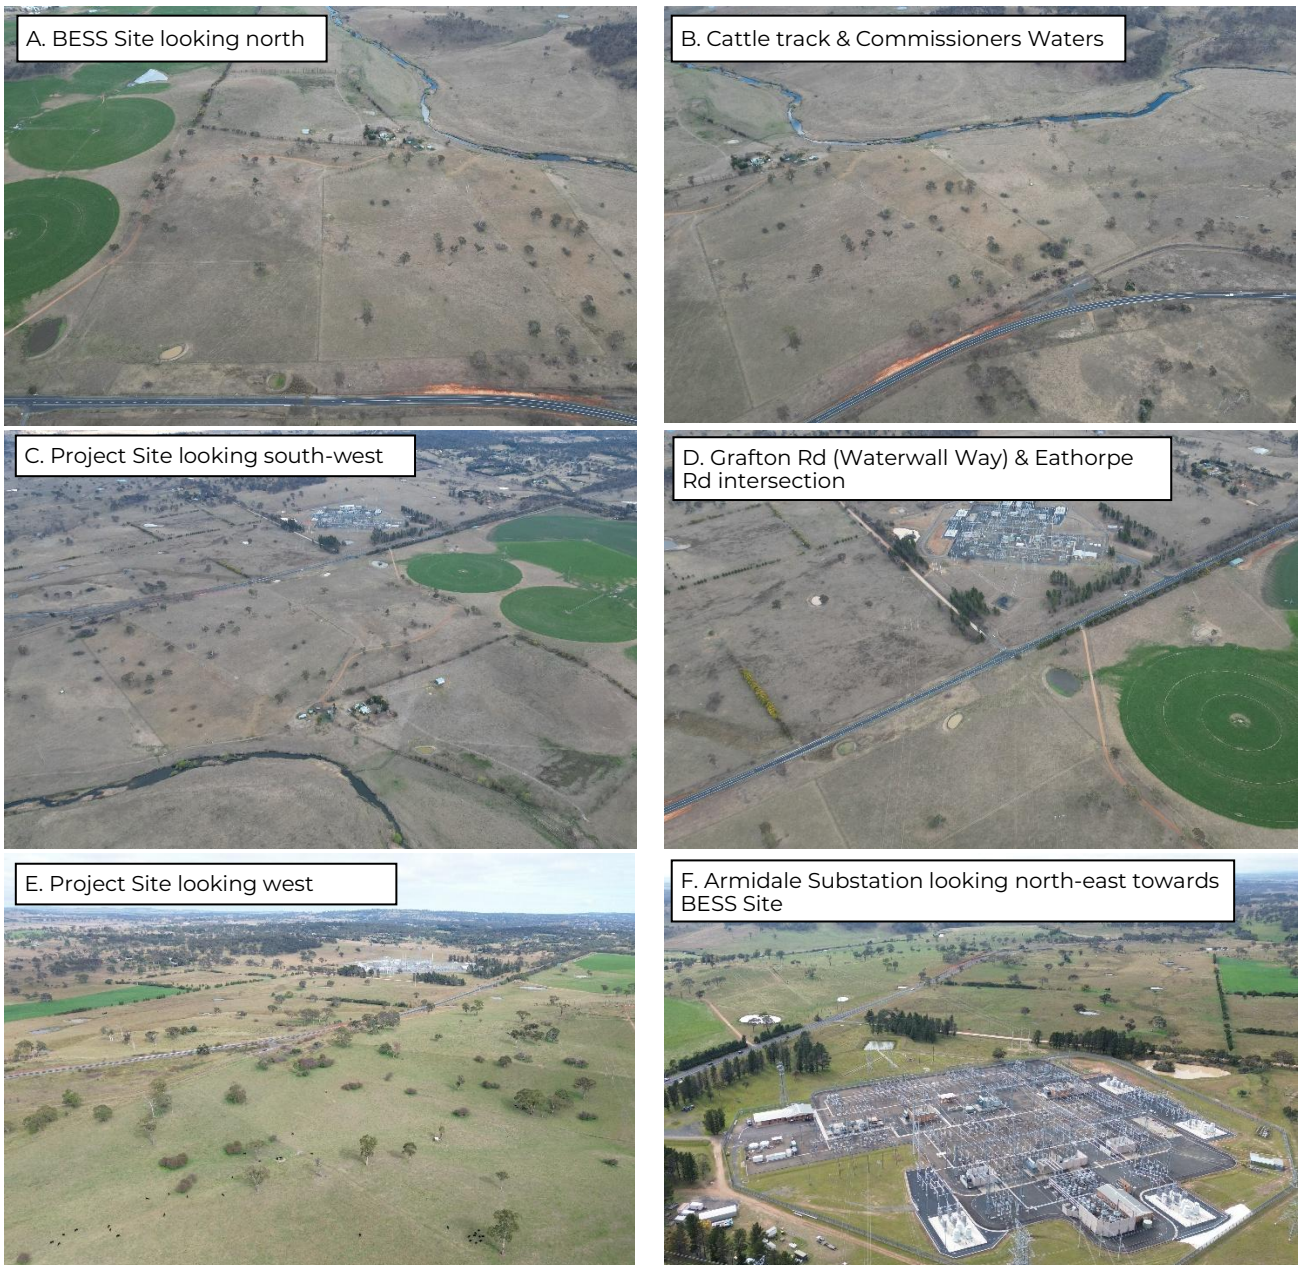 A. BESS Site looking north
B. Cattle track & Commissioners Waters
C. Project Site looking south-west
D. Grafton Rd (Waterwall Way) & Eathorpe
Rd intersection
E. Project Site looking west
F. Armidale Substation looking north-east towards
BESS Site